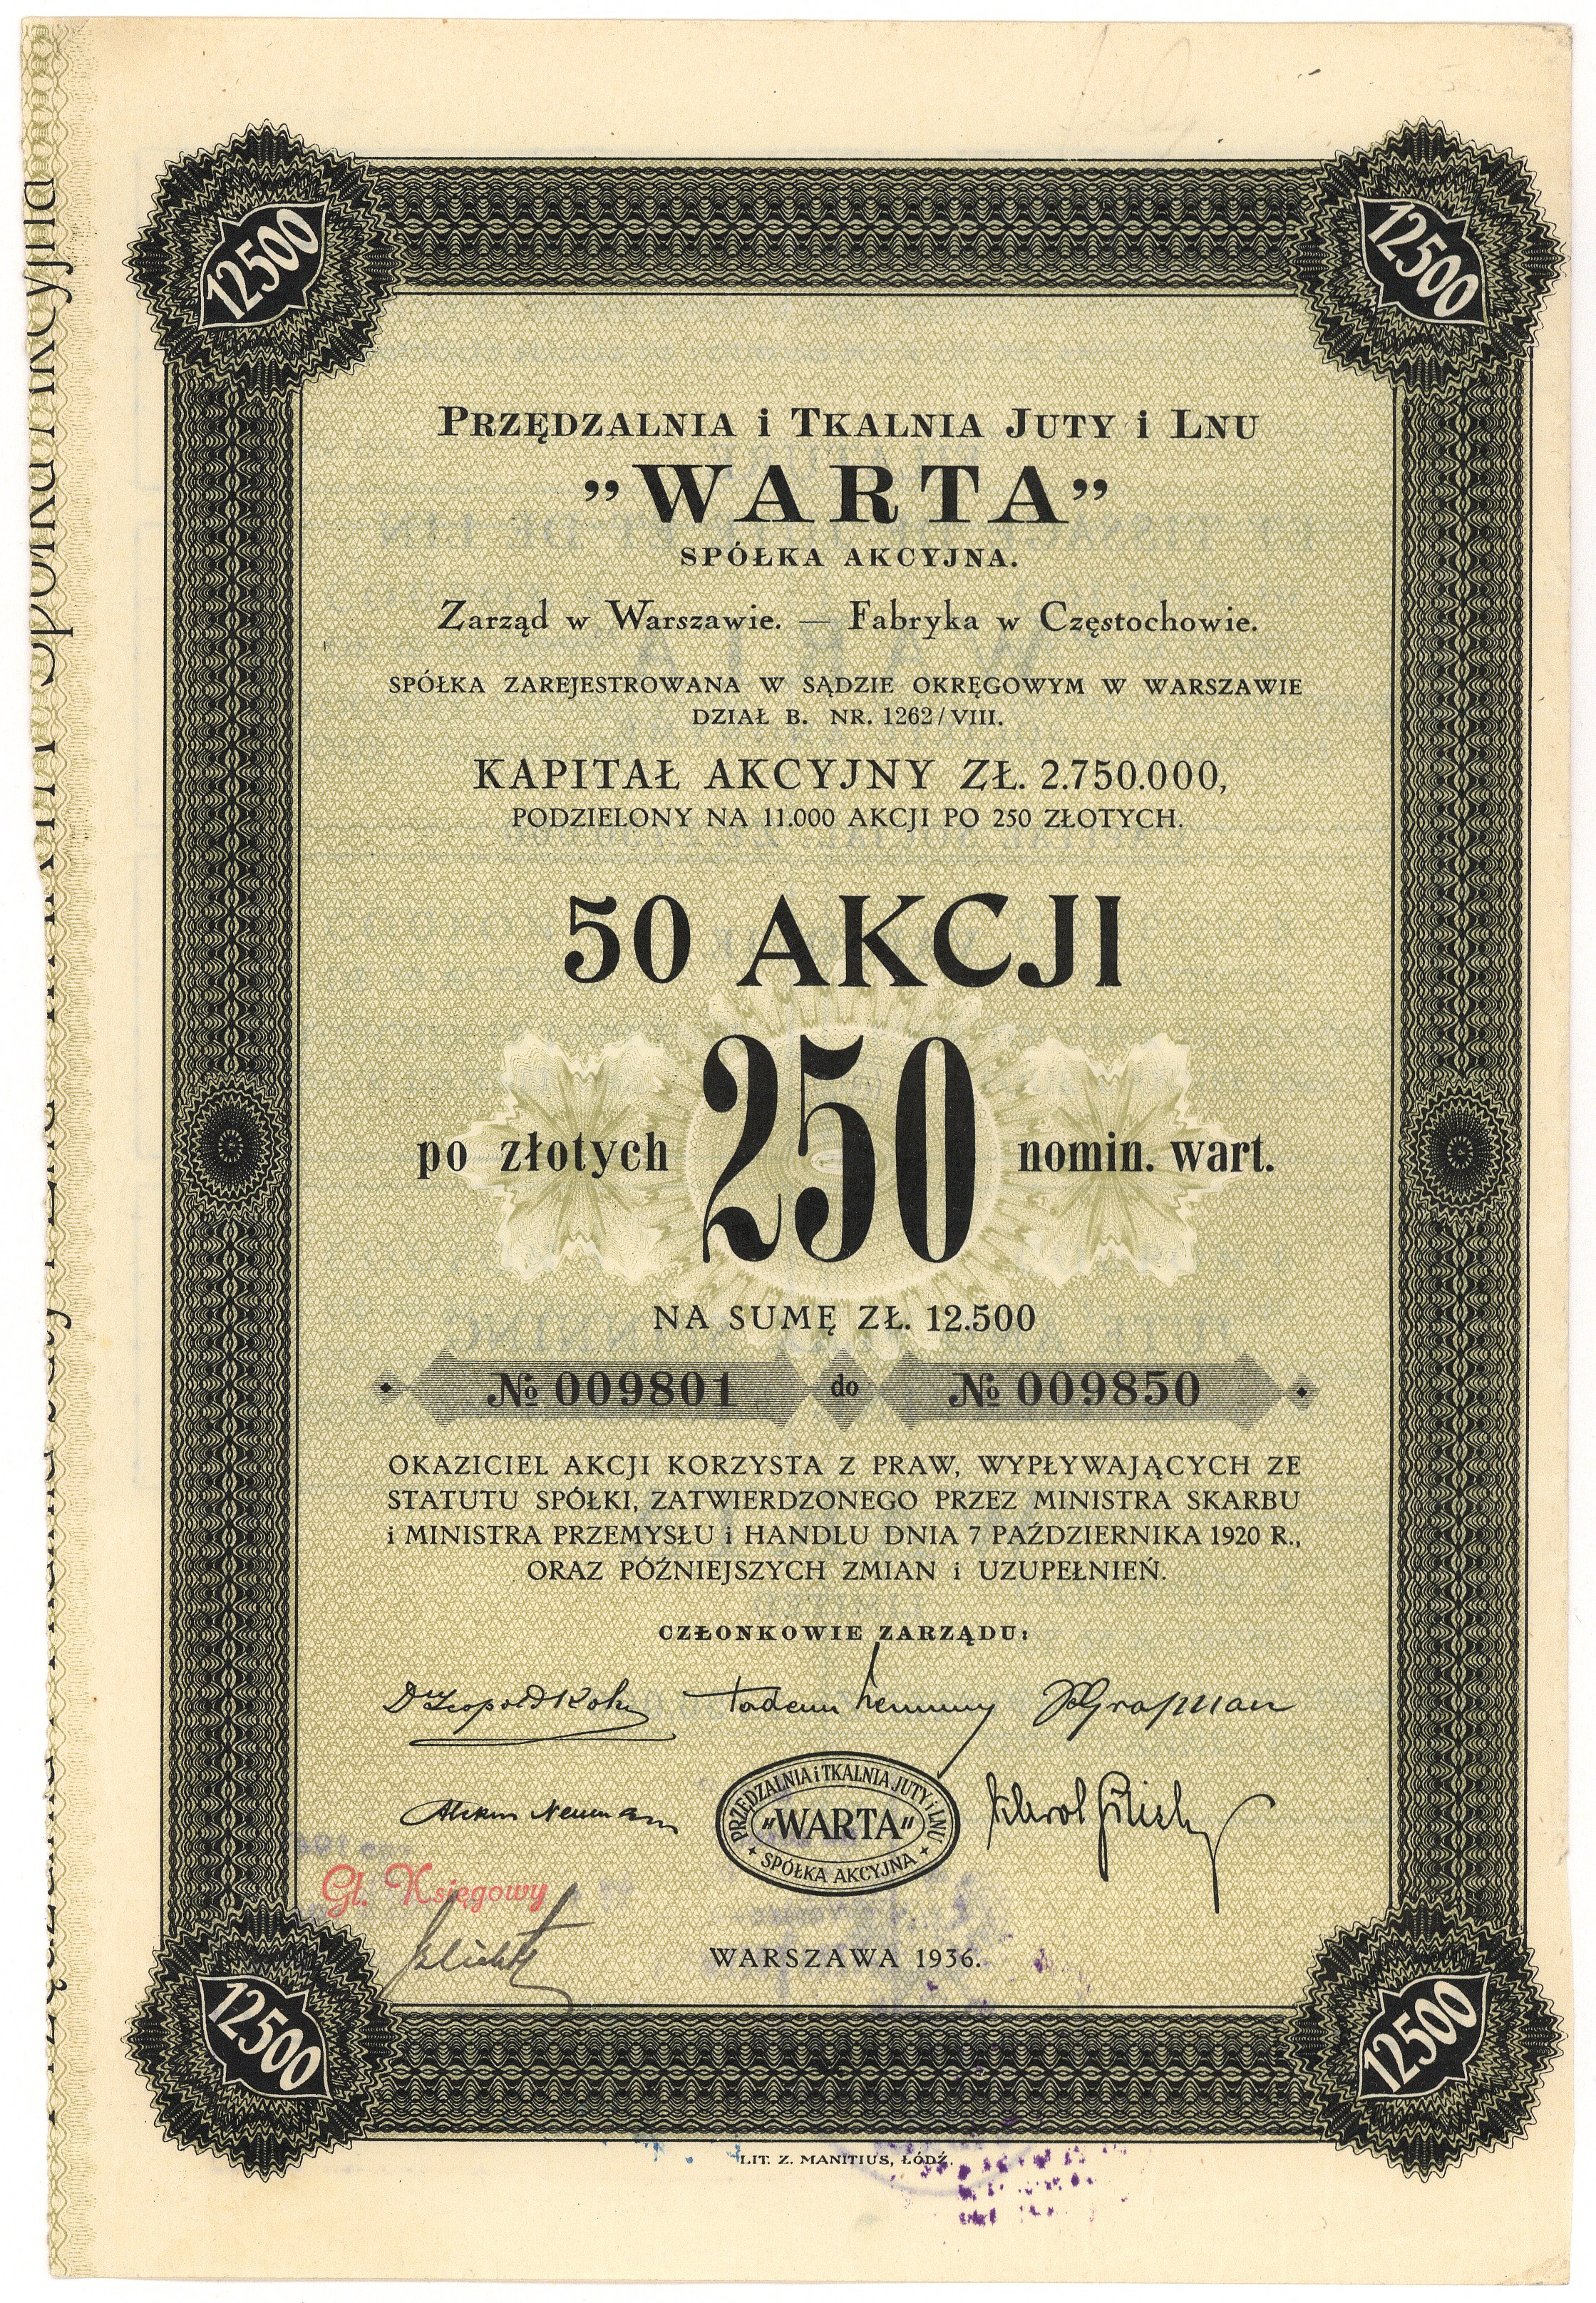 12500
12500
PRZĘDZALNIA i TKALNIA JUTY i LNU
"WARTA"
SPÓŁKA AKCYJNA.
Zarząd w Warszawie. — Fabryka w Częstochowie.
SPÓŁKA ZAREJESTROWANA W SĄDZIE OKRĘGOWYM W WARSZAWIE
DZIAŁ B. NR. 1262/VIII.
KAPITAŁ AKCYJNY ZŁ. 2.750.000,
PODZIELONY NA 11.000 AKCJI PO 250 ZŁOTYCH.
50 AKCJI
po złotych 250 nomin. wart.
NA SUMĘ ZŁ. 12.500
№ 009801 do № 009850
OKAZICIEL AKCJI KORZYSTA Z PRAW, WYPŁYWAJĄCYCH ZE
STATUTU SPÓŁKI, ZATWIERDZONEGO PRZEZ MINISTRA SKARBU
i MINISTRA PRZEMYSŁU i HANDLU DNIA 7 PAŹDZIERNIKA 1920 R.,
ORAZ PÓŹNIEJSZYCH ZMIAN i UZUPEŁNIEŃ.
CZŁONKOWIE ZARZĄDU:
PRZĘDZALNIA i TKALNIA JUTY i LNU
"WARTA"
SPÓŁKA AKCYJNA
Gł. Księgowy
WARSZAWA 1936.
12500
12500
LIT. Z. MANITIUS, ŁÓDŹ.
Spółka Akcyjna